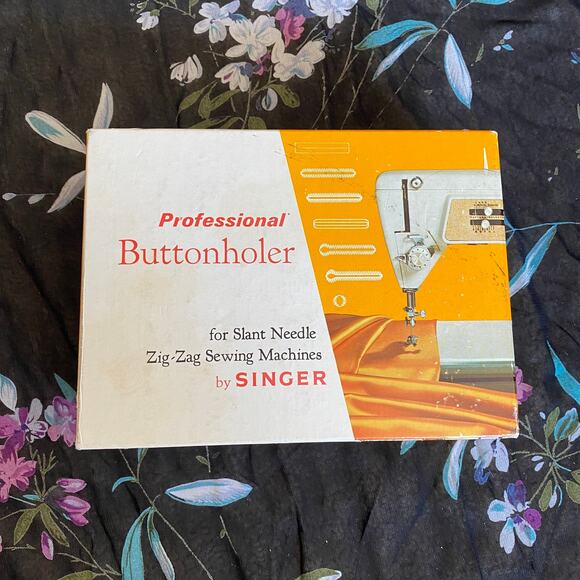 Professional
Buttonholer
for Slant Needle
Zig-Zag Sewing Machines
by SINGER